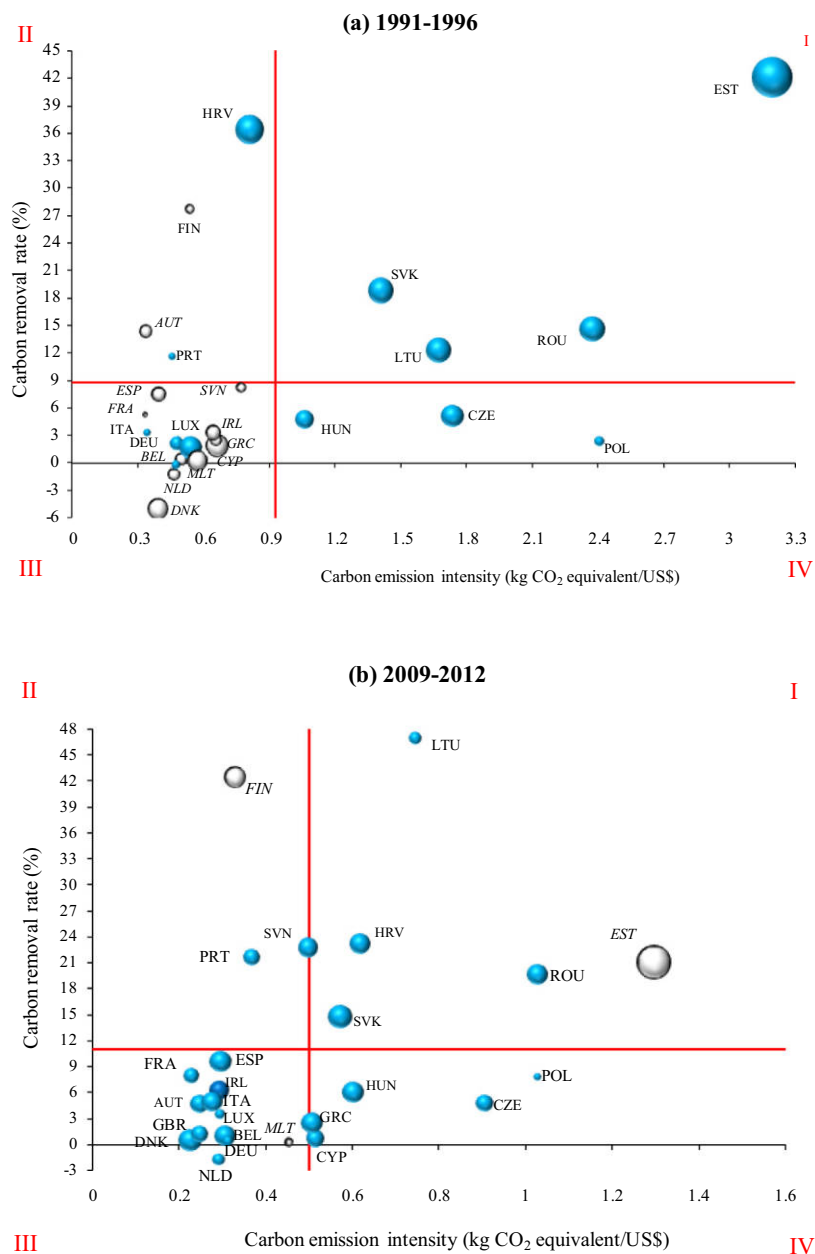 (a) 1991-1996
II
I
45
42
39
36
33
30
27
24
21
18
15
12
9
6
3
0
-3
-6
Carbon removal rate (%)
EST
HRV
FIN
SVK
AUT
PRT
LTU
ROU
ESP
SVN
FRA
ITA
LUX
IRL
HUN
CZE
DEU
GRC
POL
BEL
CYP
MLT
NLD
DNK
0
0.3
0.6
0.9
1.2
1.5
1.8
2.1
2.4
2.7
3
3.3
III
IV
Carbon emission intensity (kg CO2 equivalent/US$)
(b) 2009-2012
II
I
48
45
42
39
36
33
30
27
24
21
18
15
12
9
6
3
0
-3
Carbon removal rate (%)
LTU
FIN
SVN
HRV
EST
PRT
ROU
SVK
FRA
ESP
IRL
HUN
POL
AUT
ITA
CZE
LUX
GRC
GBR
MLT
BEL
DNK
DEU
CYP
NLD
0
0.2
0.4
0.6
0.8
1
1.2
1.4
1.6
III
Carbon emission intensity (kg CO2 equivalent/US$)
IV